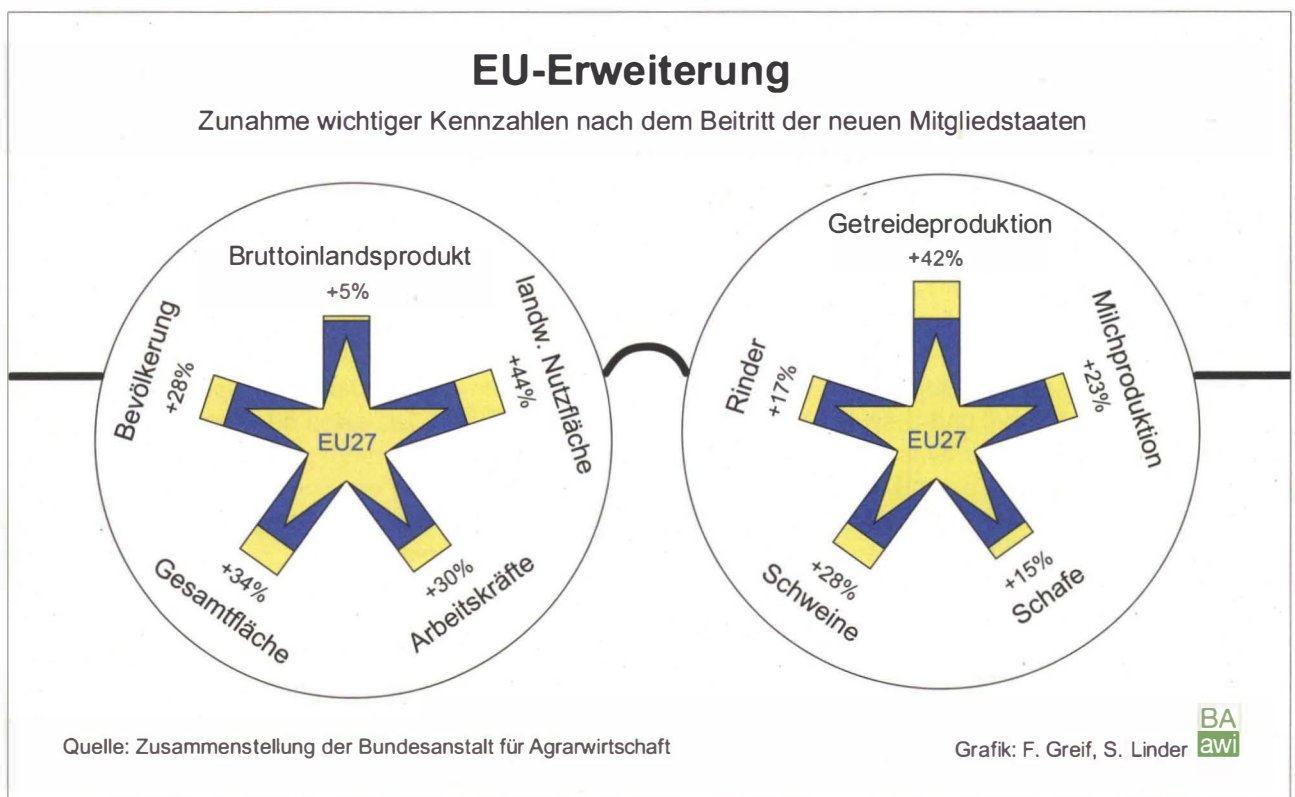 EU-Erweiterung
Zunahme wichtiger Kennzahlen nach dem Beitritt der neuen Mitgliedstaaten
Bruttoinlandsprodukt
+5%
landw. Nutzfläche
+44%
Arbeitskräfte
+30%
Gesamtfläche
+34%
Bevölkerung
+28%
EU27
Getreideproduktion
+42%
Milchproduktion
+23%
Schafe
+15%
Schweine
+28%
Rinder
+17%
EU27
Quelle: Zusammenstellung der Bundesanstalt für Agrarwirtschaft
Grafik: F. Greif, S. Linder
BA
awi